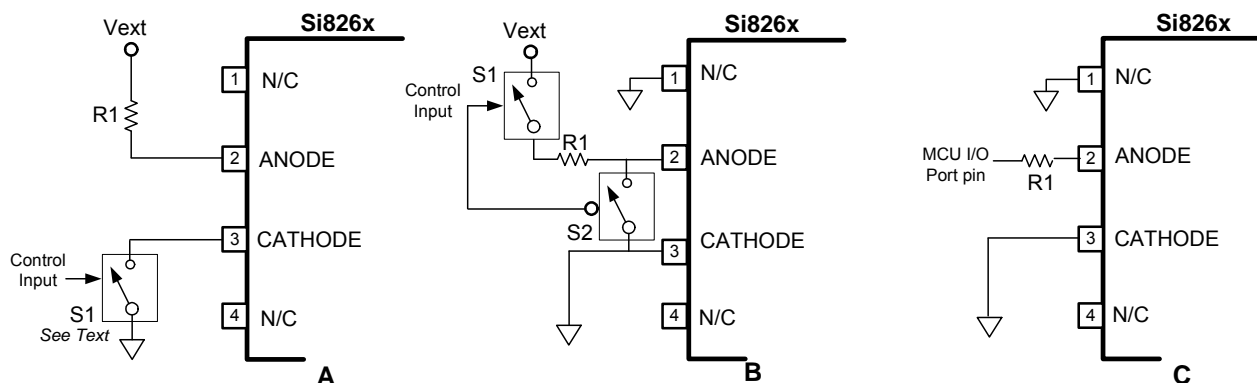 Si826x
Vext
R1
1 N/C
2 ANODE
3 CATHODE
4 N/C
Control
Input
S1
See Text
A
Si826x
Vext
S1
Control
Input
R1
S2
1 N/C
2 ANODE
3 CATHODE
4 N/C
B
Si826x
MCU I/O
Port pin
R1
1 N/C
2 ANODE
3 CATHODE
4 N/C
C